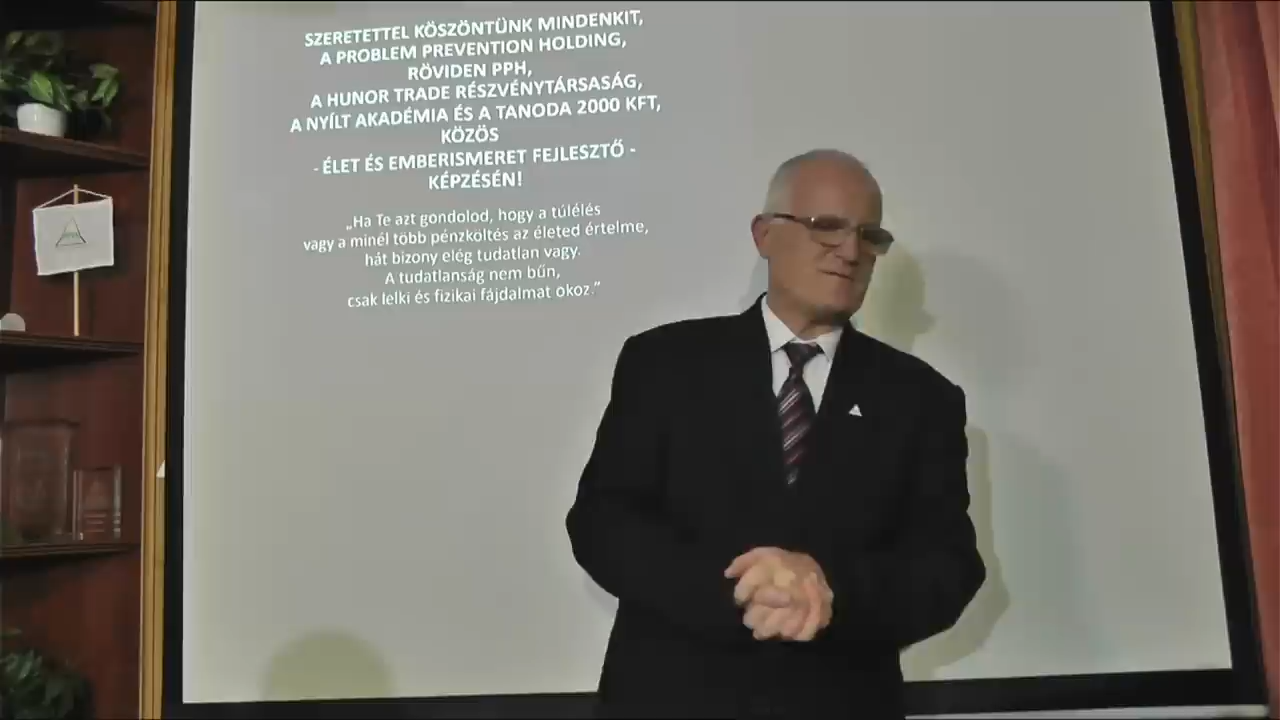 SZERETETTEL KÖSZÖNTÜNK MINDENKIT,
A PROBLEM PREVENTION HOLDING,
RÖVIDEN PPH,
A HUNOR TRADE RÉSZVÉNYTÁRSASÁG,
A NYÍLT AKADÉMIA ÉS A TANODA 2000 KFT,
KÖZÖS
- ÉLET ÉS EMBERISMERET FEJLESZTŐ -
KÉPZÉSÉN!
„Ha Te azt gondolod, hogy a túlélés
vagy a minél több pénzköltés az életed értelme,
hát bizony elég tudatlan vagy.
A tudatlanság nem bűn,
csak lelki és fizikai fájdalmat okoz.”